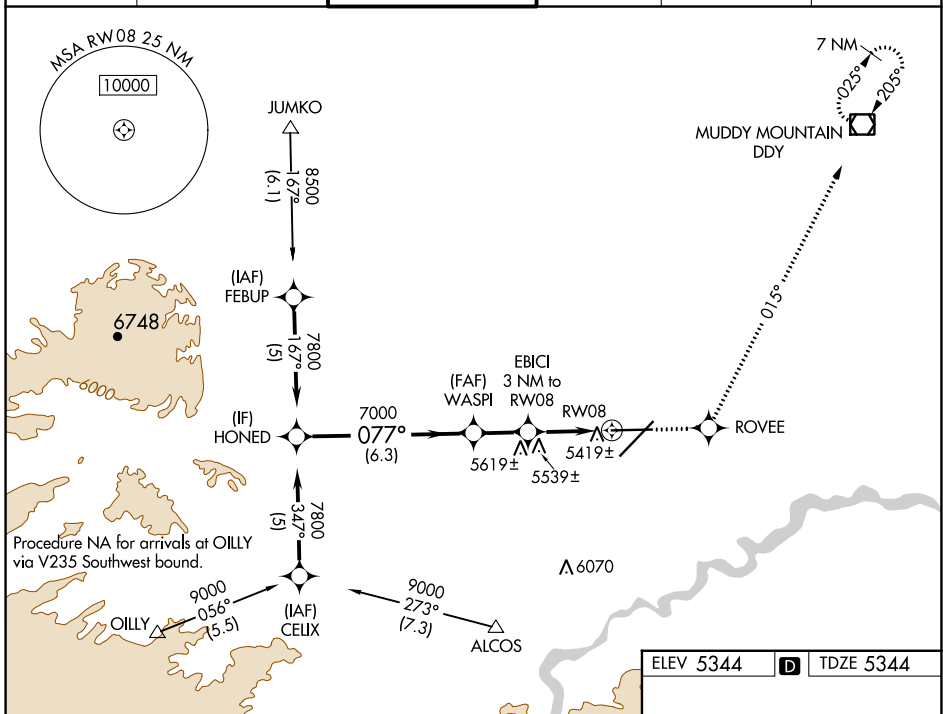 MSA RW08 25 NM
10000
7 NM
025°
205°
MUDDY MOUNTAIN
DDY
JUMKO
8500
167°
(6.1)
(IAF)
FEBUP
6748
6000
7800
167°
(5)
015°
(IF)
HONED
7000
077°
(6.3)
(FAF)
WASPI
EBICI
3 NM to
RW08
RW08
ROVEE
5619±
5539±
5419±
7800
347°
(5)
Procedure NA for arrivals at OILLY
via V235 Southwest bound.
6070
9000
056°
(5.5)
OILLY
(IAF)
CELIX
9000
273°
(7.3)
ALCOS
ELEV 5344
D
TDZE 5344